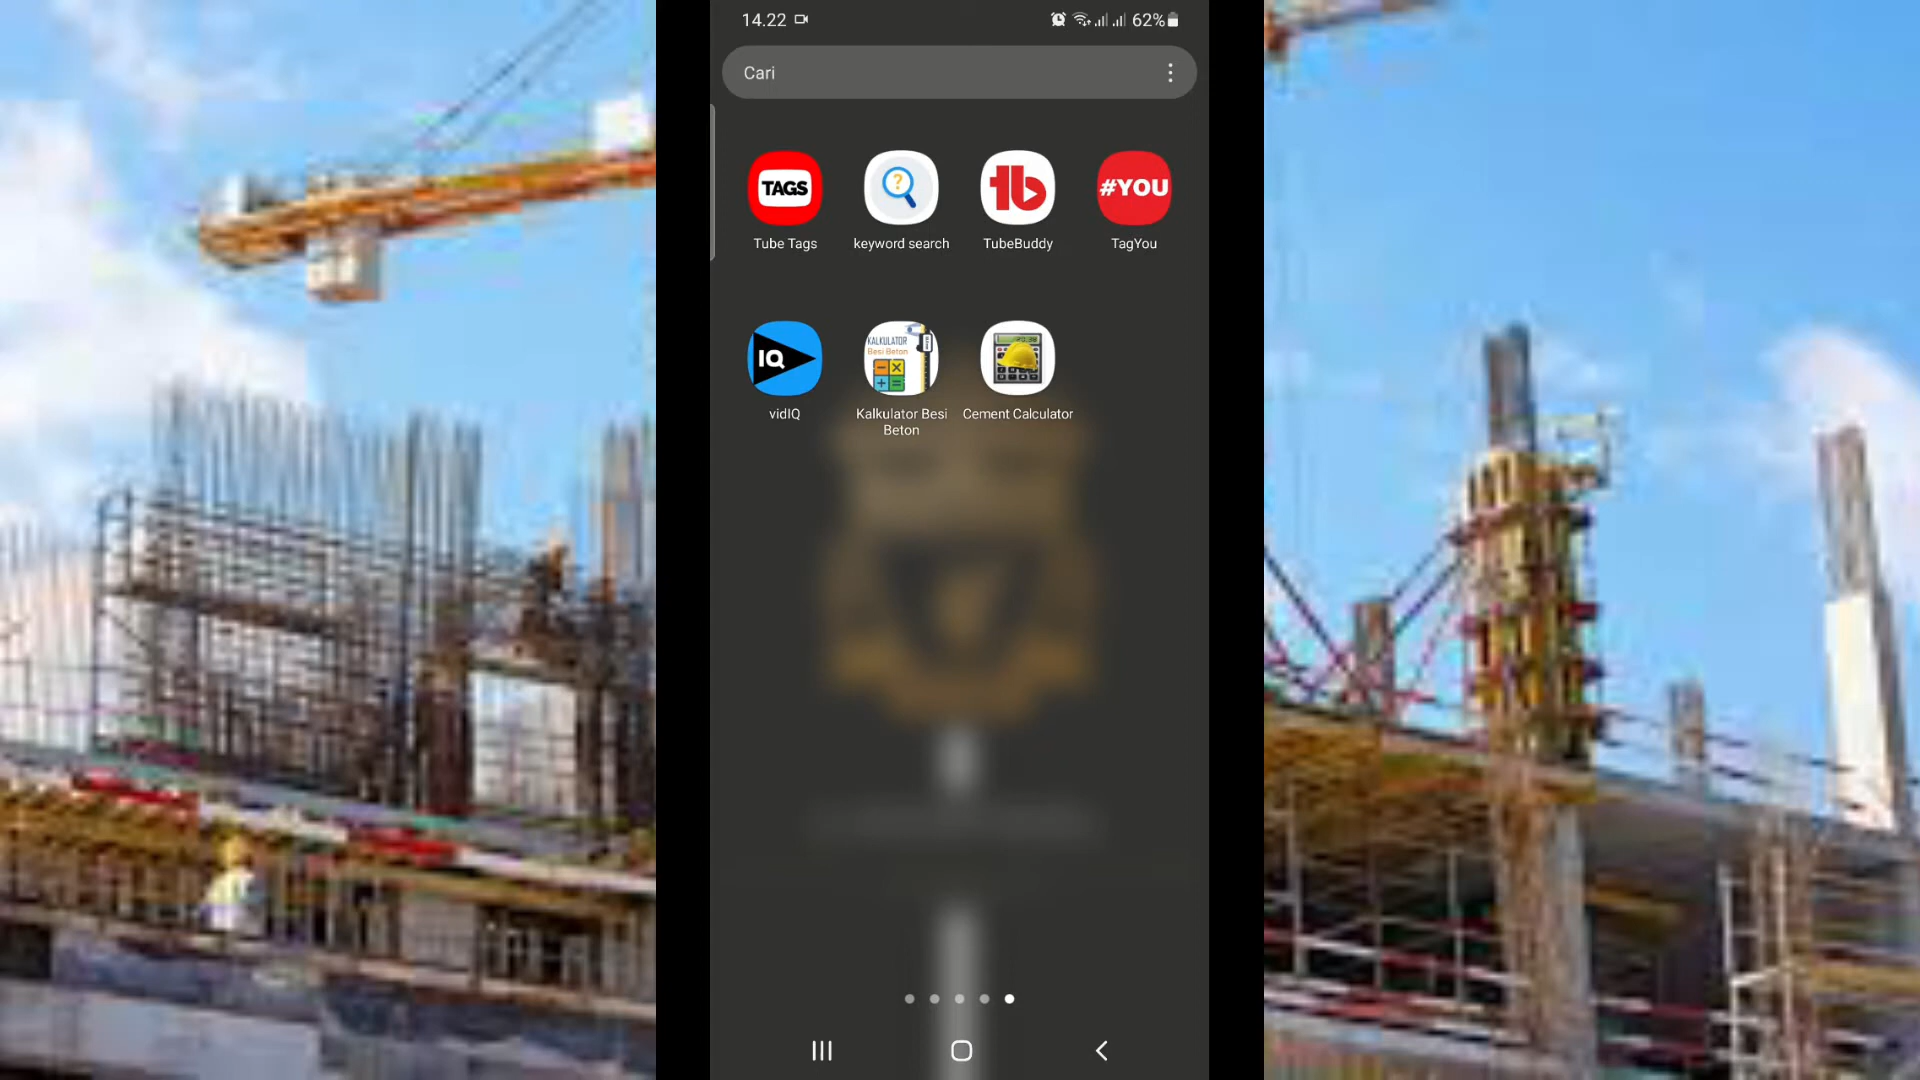 14.22
62%
Cari
TAGS
#YOU
Tube Tags
keyword search
TubeBuddy
TagYou
IQ
KALKULATOR
Besi Beton
vidIQ
Kalkulator Besi
Beton
Cement Calculator